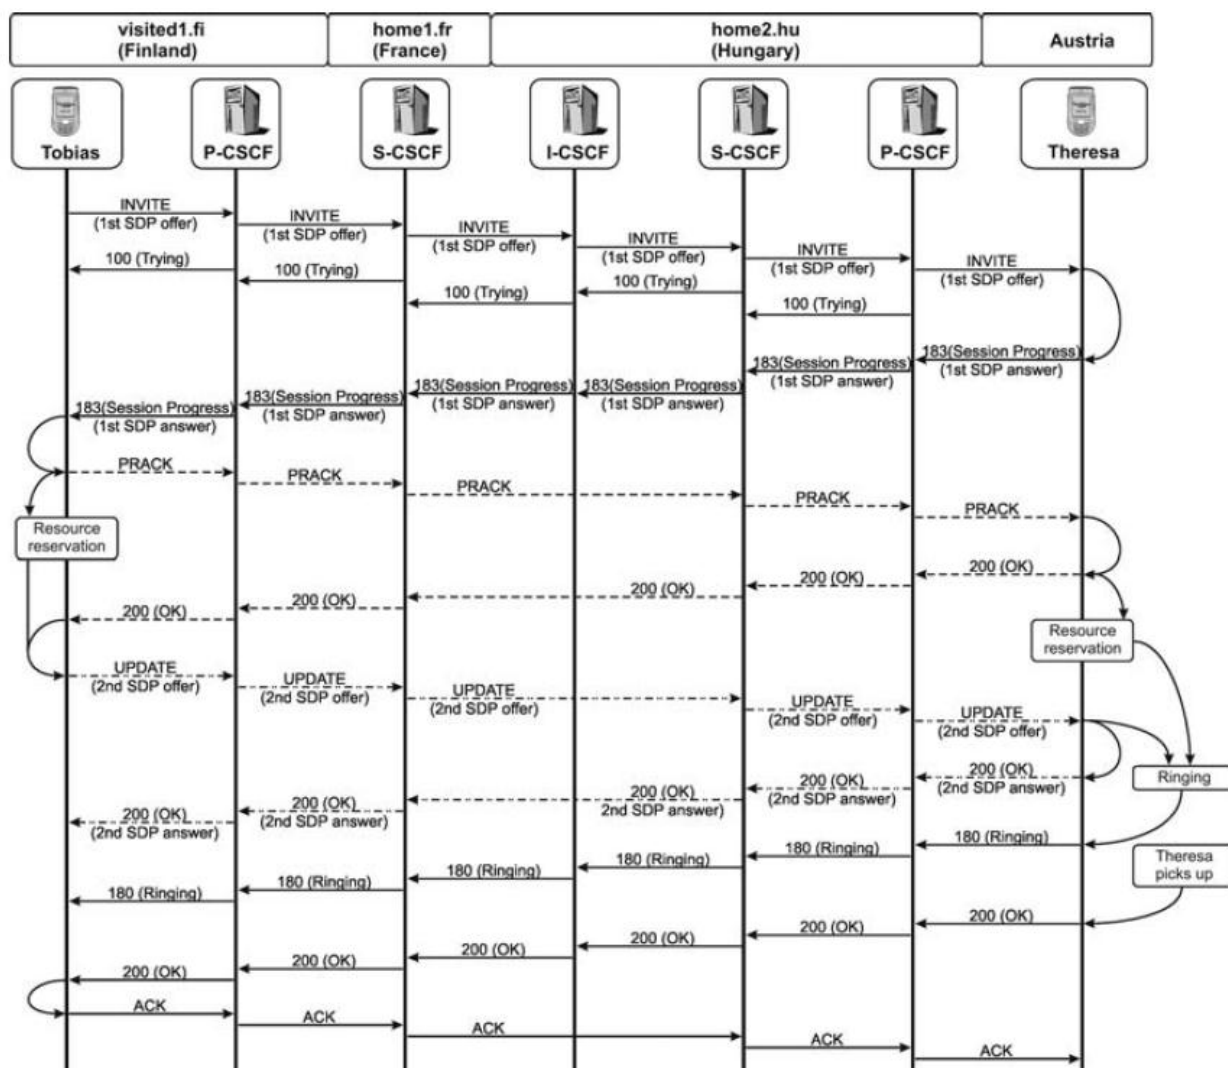 visited1.fi
(Finland)
home1.fr
(France)
home2.hu
(Hungary)
Austria
Tobias
P-CSCF
S-CSCF
I-CSCF
S-CSCF
P-CSCF
Theresa
INVITE
(1st SDP offer)
INVITE
(1st SDP offer)
INVITE
(1st SDP offer)
INVITE
(1st SDP offer)
INVITE
(1st SDP offer)
INVITE
(1st SDP offer)
100 (Trying)
100 (Trying)
100 (Trying)
100 (Trying)
100 (Trying)
183(Session Progress)
(1st SDP answer)
183(Session Progress)
(1st SDP answer)
183(Session Progress)
(1st SDP answer)
183(Session Progress)
(1st SDP answer)
183(Session Progress)
(1st SDP answer)
183(Session Progress)
(1st SDP answer)
PRACK
PRACK
PRACK
PRACK
PRACK
Resource
reservation
200 (OK)
200 (OK)
200 (OK)
200 (OK)
200 (OK)
Resource
reservation
UPDATE
(2nd SDP offer)
UPDATE
(2nd SDP offer)
UPDATE
(2nd SDP offer)
UPDATE
(2nd SDP offer)
UPDATE
(2nd SDP offer)
200 (OK)
(2nd SDP answer)
Ringing
200 (OK)
(2nd SDP answer)
200 (OK)
2nd SDP answer)
200 (OK)
(2nd SDP answer)
200 (OK)
(2nd SDP answer)
180 (Ringing)
180 (Ringing)
180 (Ringing)
180 (Ringing)
180 (Ringing)
180 (Ringing)
Theresa
picks up
200 (OK)
200 (OK)
200 (OK)
200 (OK)
200 (OK)
200 (OK)
ACK
ACK
ACK
ACK
ACK